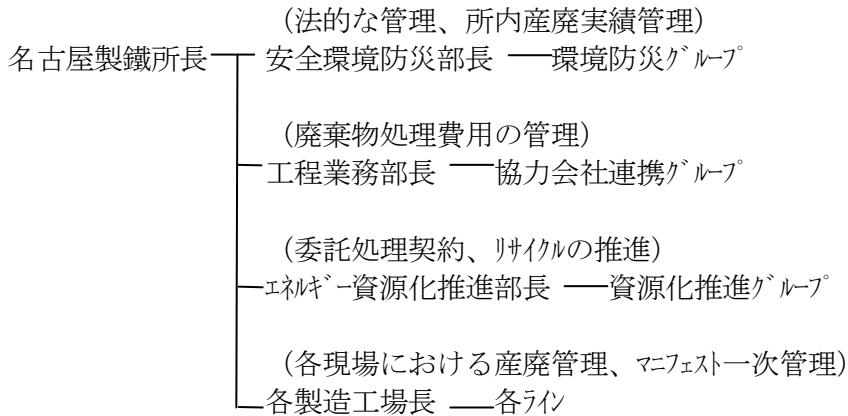 （法的な管理、所内産廃実績管理）
名古屋製鐵所長 安全環境防災部長 環境防災ｸﾞﾙｰﾌﾟ
（廃棄物処理費用の管理）
工程業務部長 協力会社連携ｸﾞﾙｰﾌﾟ
（委託処理契約、ﾘｻｲｸﾙの推進）
ｴﾈﾙｷﾞｰ資源化推進部長 資源化推進ｸﾞﾙｰﾌﾟ
（各現場における産廃管理、ﾏﾆﾌｪｽﾄ一次管理）
各製造工場長 各ﾗｲﾝ